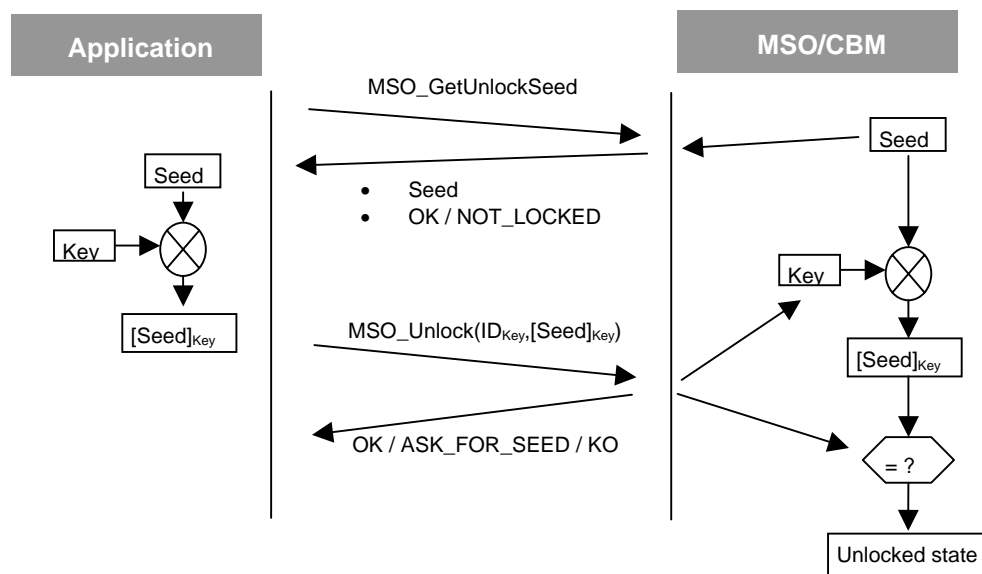 Application
MSO/CBM
MSO_GetUnlockSeed
Seed
Seed
• Seed
• OK / NOT_LOCKED
Key
Key
[Seed]Key
MSO_Unlock(IDKey,[Seed]Key)
[Seed]Key
OK / ASK_FOR_SEED / KO
= ?
Unlocked state